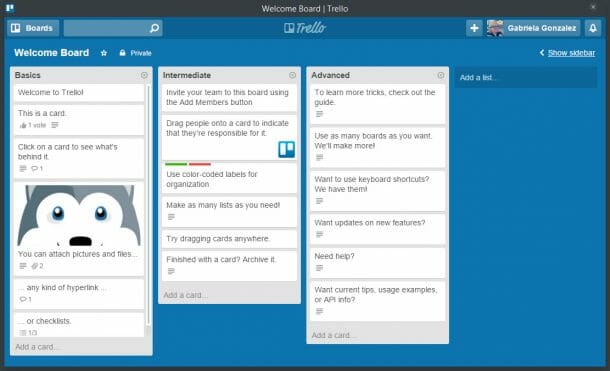 Welcome Board | Trello
Boards
Trello
Gabriela Gonzalez
Welcome Board
Private
Show sidebar
Basics
Welcome to Trello!
This is a card.
1 vote
Click on a card to see what's
behind it.
1
You can attach pictures and files...
2
... any kind of hyperlink ...
1
... or checklists.
1/3
Add a card...
Intermediate
Invite your team to this board using
the Add Members button
Drag people onto a card to indicate
that they're responsible for it.
Use color-coded labels for
organization
Make as many lists as you need!
Try dragging cards anywhere.
Finished with a card? Archive it.
Add a card...
Advanced
To learn more tricks, check out the
guide.
Use as many boards as you want.
We'll make more!
Want to use keyboard shortcuts?
We have them!
Want updates on new features?
Need help?
Want current tips, usage examples,
or API info?
Add a card...
Add a list...